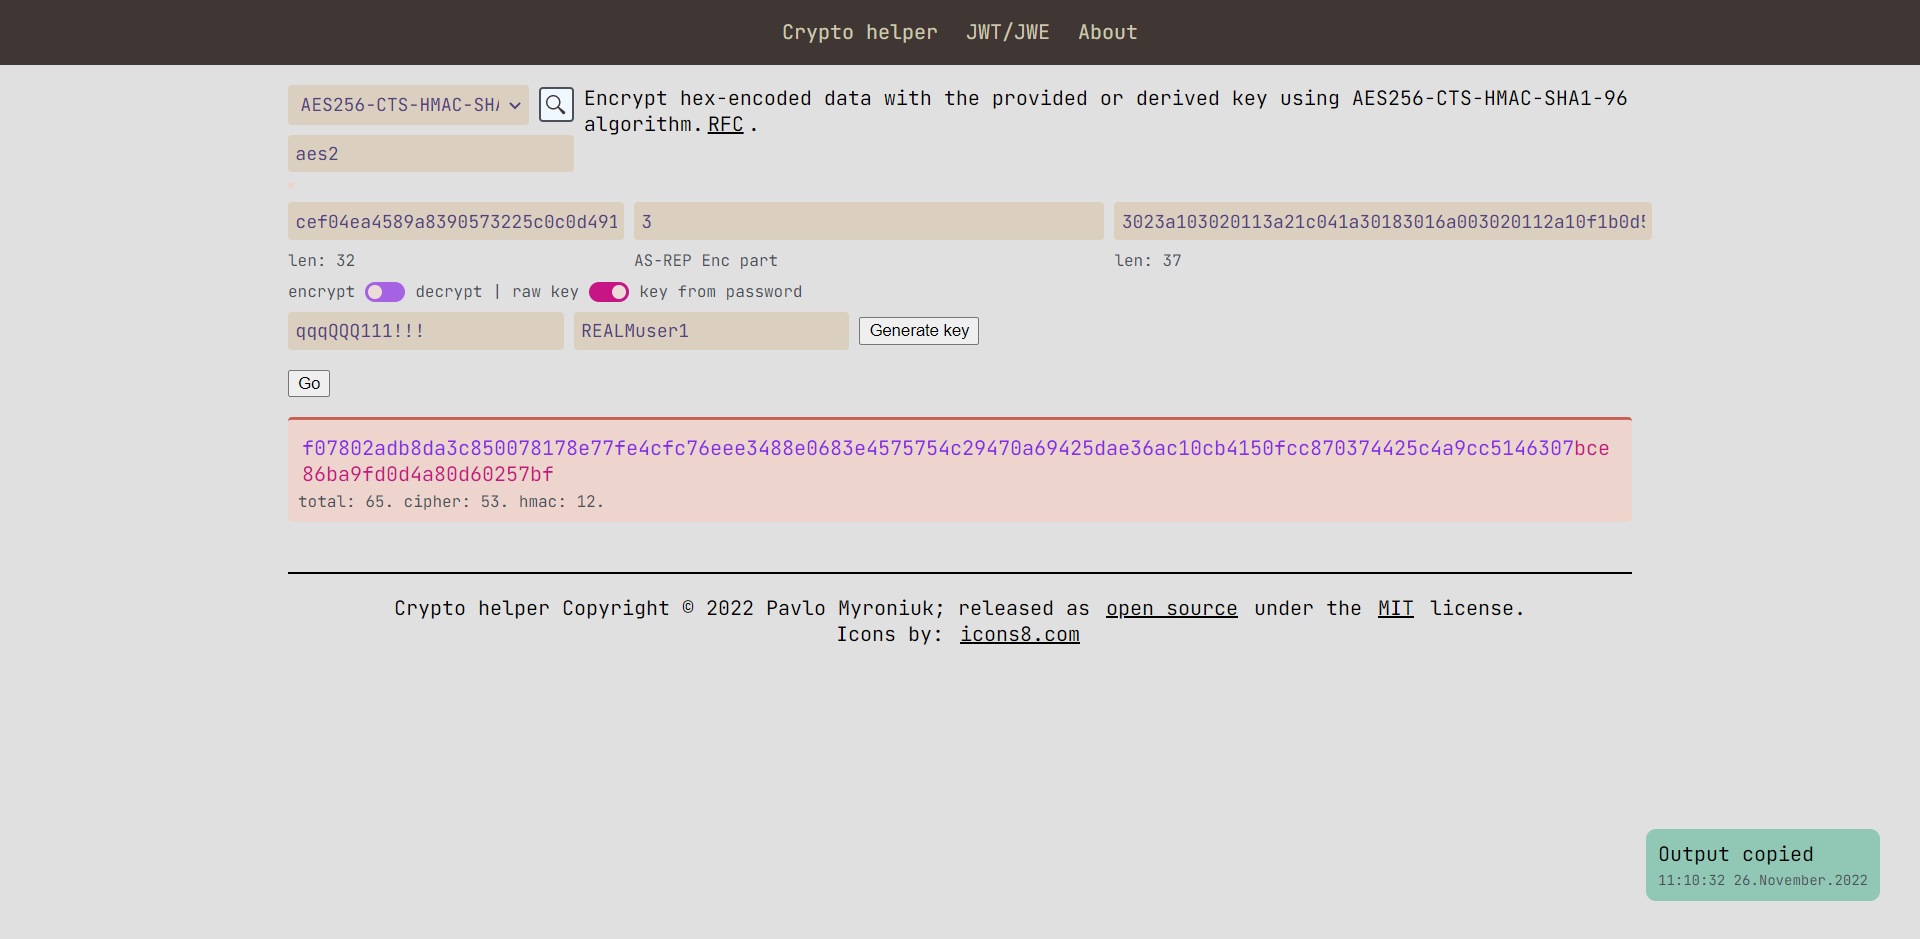 Crypto helper JWT/JWE About
AES256-CTS-HMAC-SHA
Encrypt hex-encoded data with the provided or derived key using AES256-CTS-HMAC-SHA1-96
algorithm. RFC .
aes2
cef04ea4589a8390573225c0c0d491 3 3023a103020113a21c041a30183016a003020112a10f1b0d5
len: 32 AS-REP Enc part len: 37
encrypt decrypt | raw key key from password
qqqQQQ111!!! REALMuser1 Generate key
Go
f07802adb8da3c850078178e77fe4cfc76eee3488e0683e4575754c29470a69425dae36ac10cb4150fcc870374425c4a9cc5146307bce
86ba9fd0d4a80d60257bf
total: 65. cipher: 53. hmac: 12.
Crypto helper Copyright © 2022 Pavlo Myroniuk; released as open source under the MIT license.
Icons by: icons8.com
Output copied
11:10:32 26.November.2022